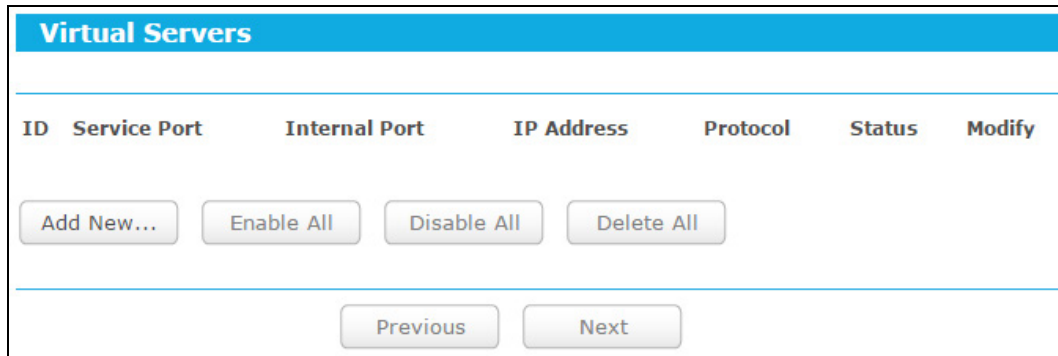 Virtual Servers
ID Service Port Internal Port IP Address Protocol Status Modify
Add New... Enable All Disable All Delete All
Previous Next